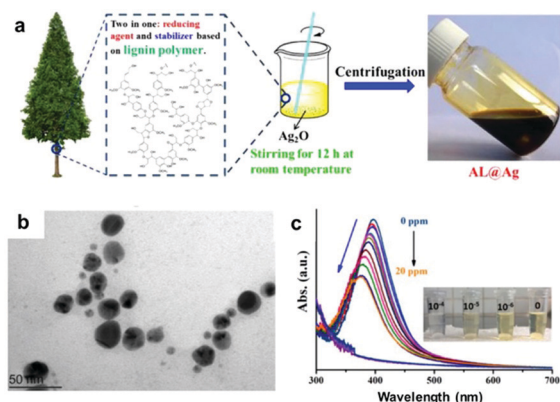 a
Two in one: reducing
agent and stabilizer based
on lignin polymer.
Ag₂O
Stirring for 12 h at
room temperature
Centrifugation
AL@Ag
b
50 nm
c
Abs. (a.u.)
0 ppm
20 ppm
10⁻⁴ 10⁻⁵ 10⁻⁶ 0
300 400 500 600 700
Wavelength (nm)